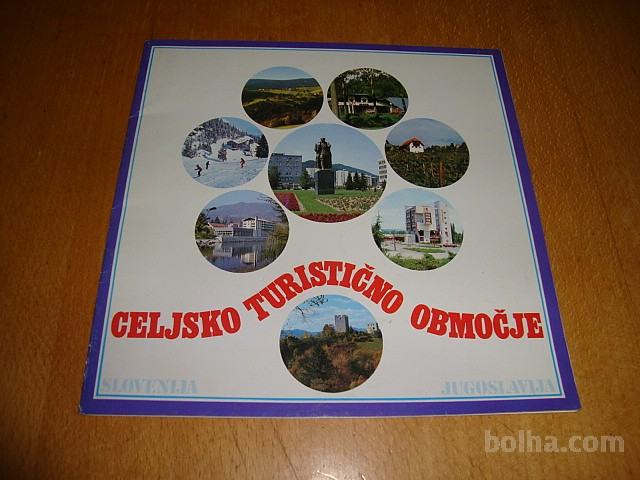 CELJSKO TURISTIČNO OBMOČJE
SLOVENIJA JUGOSLAVIJA
bolha.com